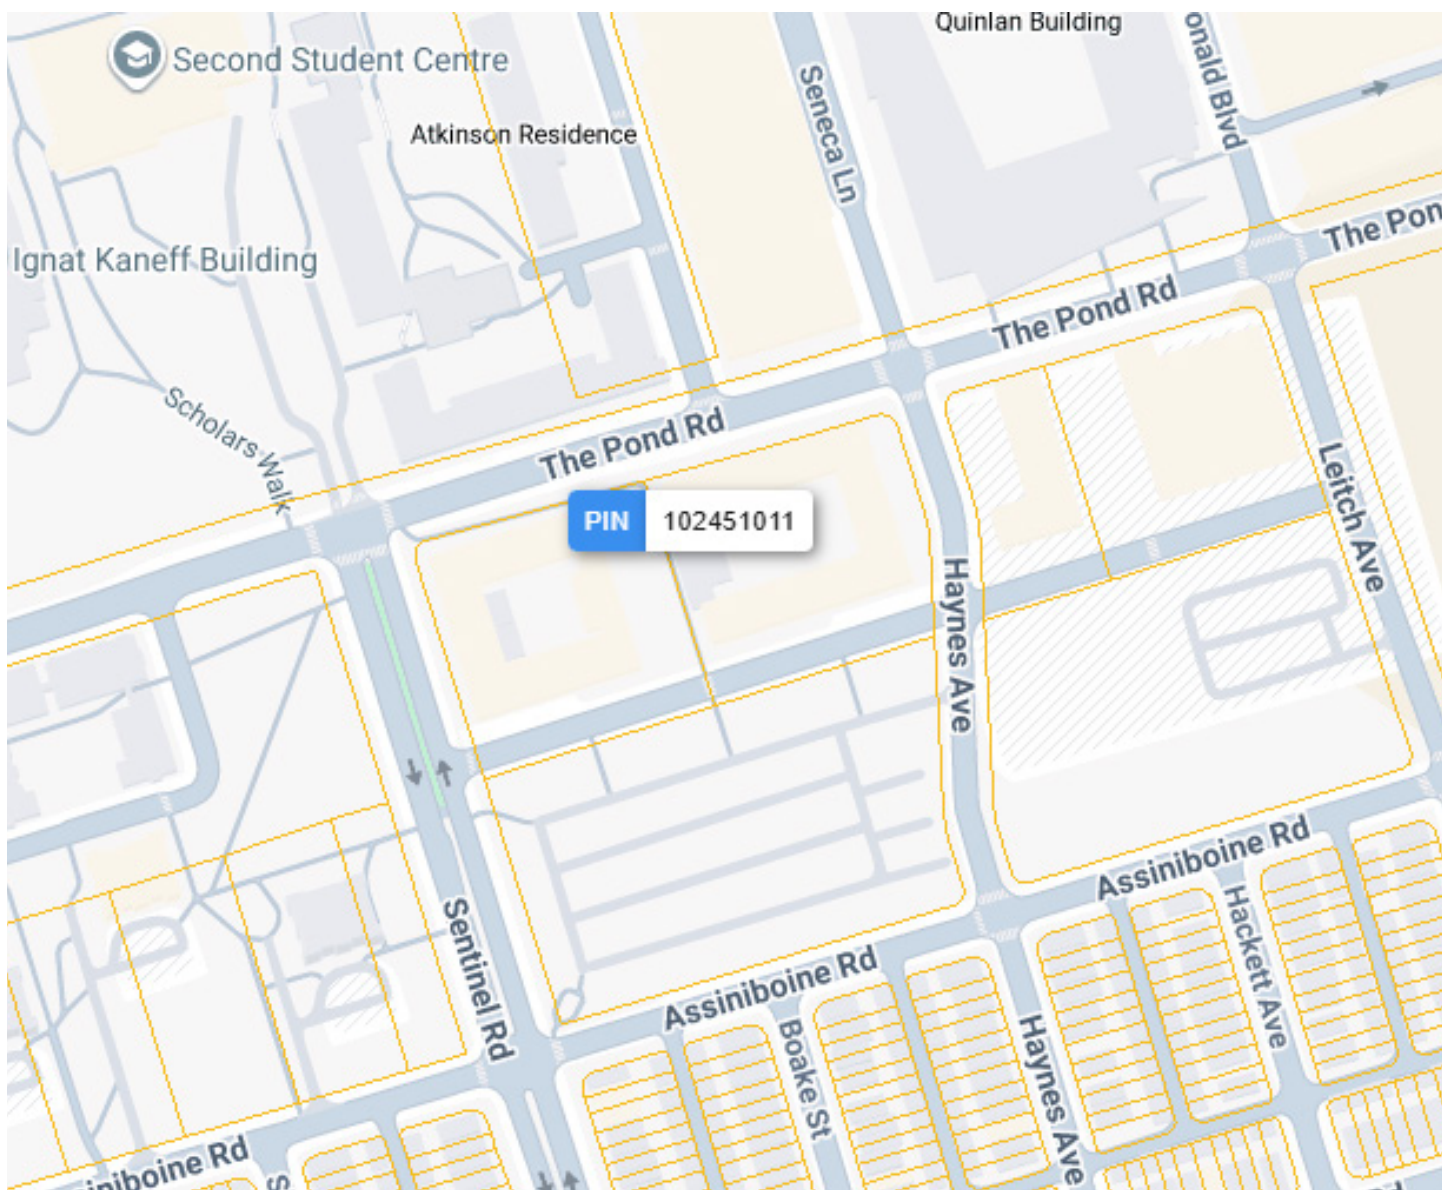 Quinlan Building
Second Student Centre
onald Blvd
Seneca Ln
Atkinson Residence
The Pon
Ignat Kaneff Building
The Pond Rd
Scholars Walk
The Pond Rd
PIN 102451011
Leitch Ave
Haynes Ave
Assiniboine Rd
Hackett Ave
Sentinel Rd
Assiniboine Rd
Boake St
Haynes Ave
iniboine Rd
S